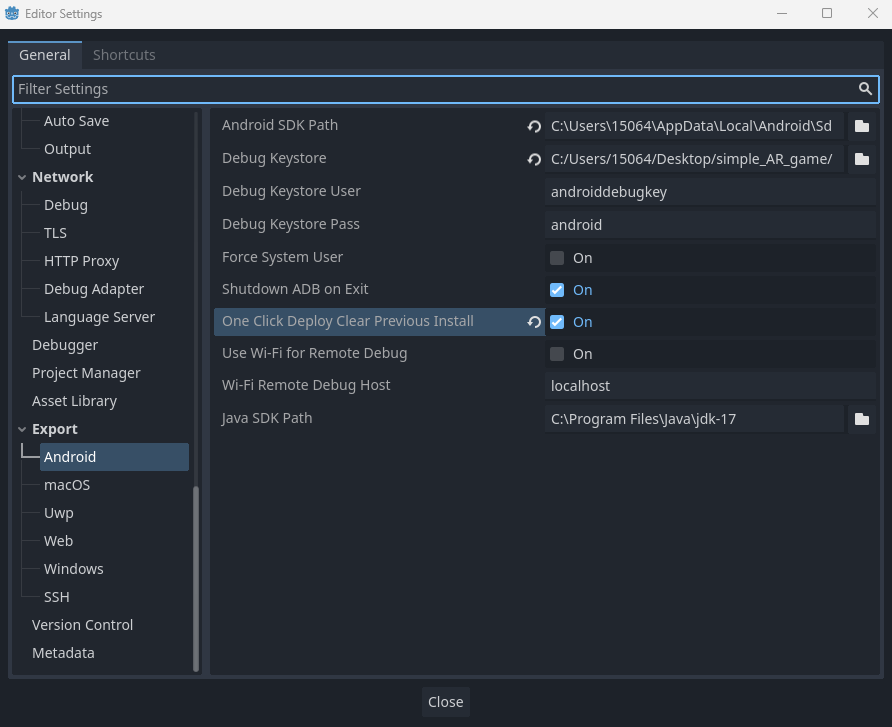 Editor Settings
General
Shortcuts
Filter Settings
Auto Save
Output
Network
Debug
TLS
HTTP Proxy
Debug Adapter
Language Server
Debugger
Project Manager
Asset Library
Export
Android
macOS
Uwp
Web
Windows
SSH
Version Control
Metadata
Android SDK Path C:\Users\15064\AppData\Local\Android\Sd
Debug Keystore C:/Users/15064/Desktop/simple_AR_game/
Debug Keystore User androiddebugkey
Debug Keystore Pass android
Force System User On
Shutdown ADB on Exit On
One Click Deploy Clear Previous Install On
Use Wi-Fi for Remote Debug On
Wi-Fi Remote Debug Host localhost
Java SDK Path C:\Program Files\Java\jdk-17
Close